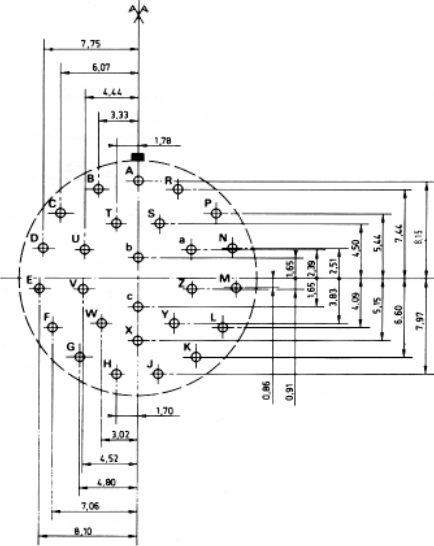 7,75
6,07
4,44
3,33
1,78
A
B
R
C
T
S
P
D
U
b
a
N
E
V
Z
M
c
F
W
Y
L
X
G
K
H
J
1,65
2,39
2,51
4,50
5,44
7,44
8,15
1,65
3,83
4,09
5,15
6,60
7,97
0,86
0,91
1,70
3,02
4,52
4,80
7,06
8,10